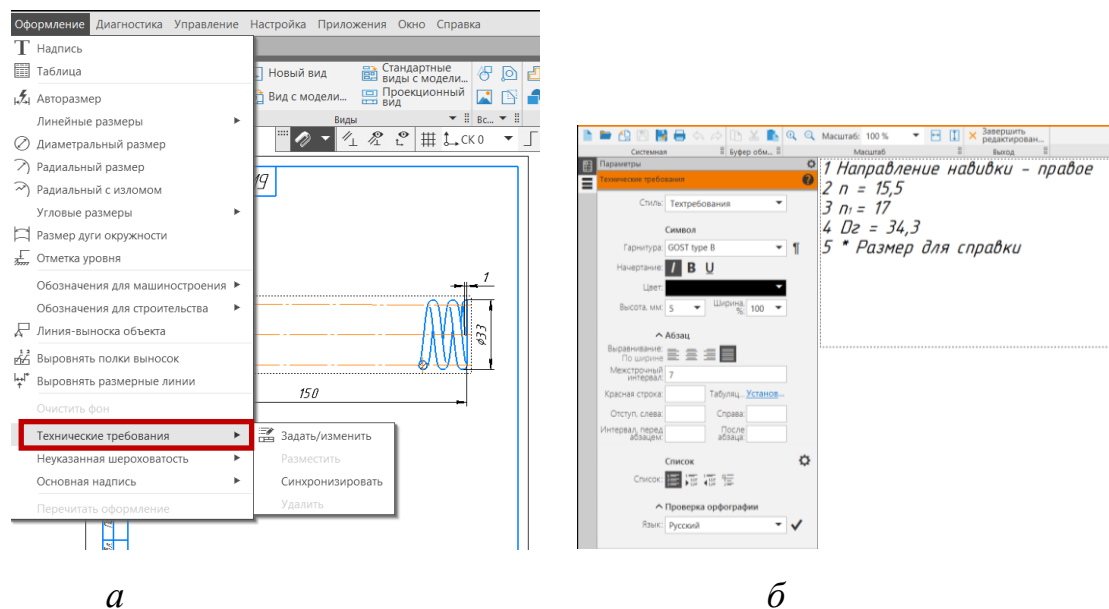 Оформление Диагностика Управление Настройка Приложения Окно Справка
Надпись
Таблица
Авторазмер
Линейные размеры
Диаметральный размер
Радиальный размер
Радиальный с изломом
Угловые размеры
Размер дуги окружности
Отметка уровня
Обозначения для машиностроения
Обозначения для строительства
Линия-выноска объекта
Выровнять полки выносок
Выровнять размерные линии
Очистить фон
Технические требования
Неуказанная шероховатость
Основная надпись
Перечитать оформление
Задать/изменить
Разместить
Синхронизировать
Удалить
Новый вид
Стандартные
виды с модели...
Вид с модели...
Проекционный
вид
Виды
Вс...
СК 0
1
⌀33
150
а
Масштаб: 100 %
Завершить
редактирован...
Системная
Буфер обм...
Масштаб
Выход
Параметры
Технические требования
Стиль: Техтребования
Символ
Гарнитура: GOST type B
Начертание: I B U
Цвет:
Высота, мм: 5
Ширина, %: 100
Абзац
Выравнивание:
По ширине
Межстрочный
интервал: 7
Красная строка:
Табуляц... Установ...
Отступ, слева:
Справа:
Интервал, перед
абзацем:
После
абзаца:
Список
Список:
Проверка орфографии
Язык: Русский
1 Направление навивки – правое
2 n = 15,5
3 n₁ = 17
4 Dг = 34,3
5 * Размер для справки
б